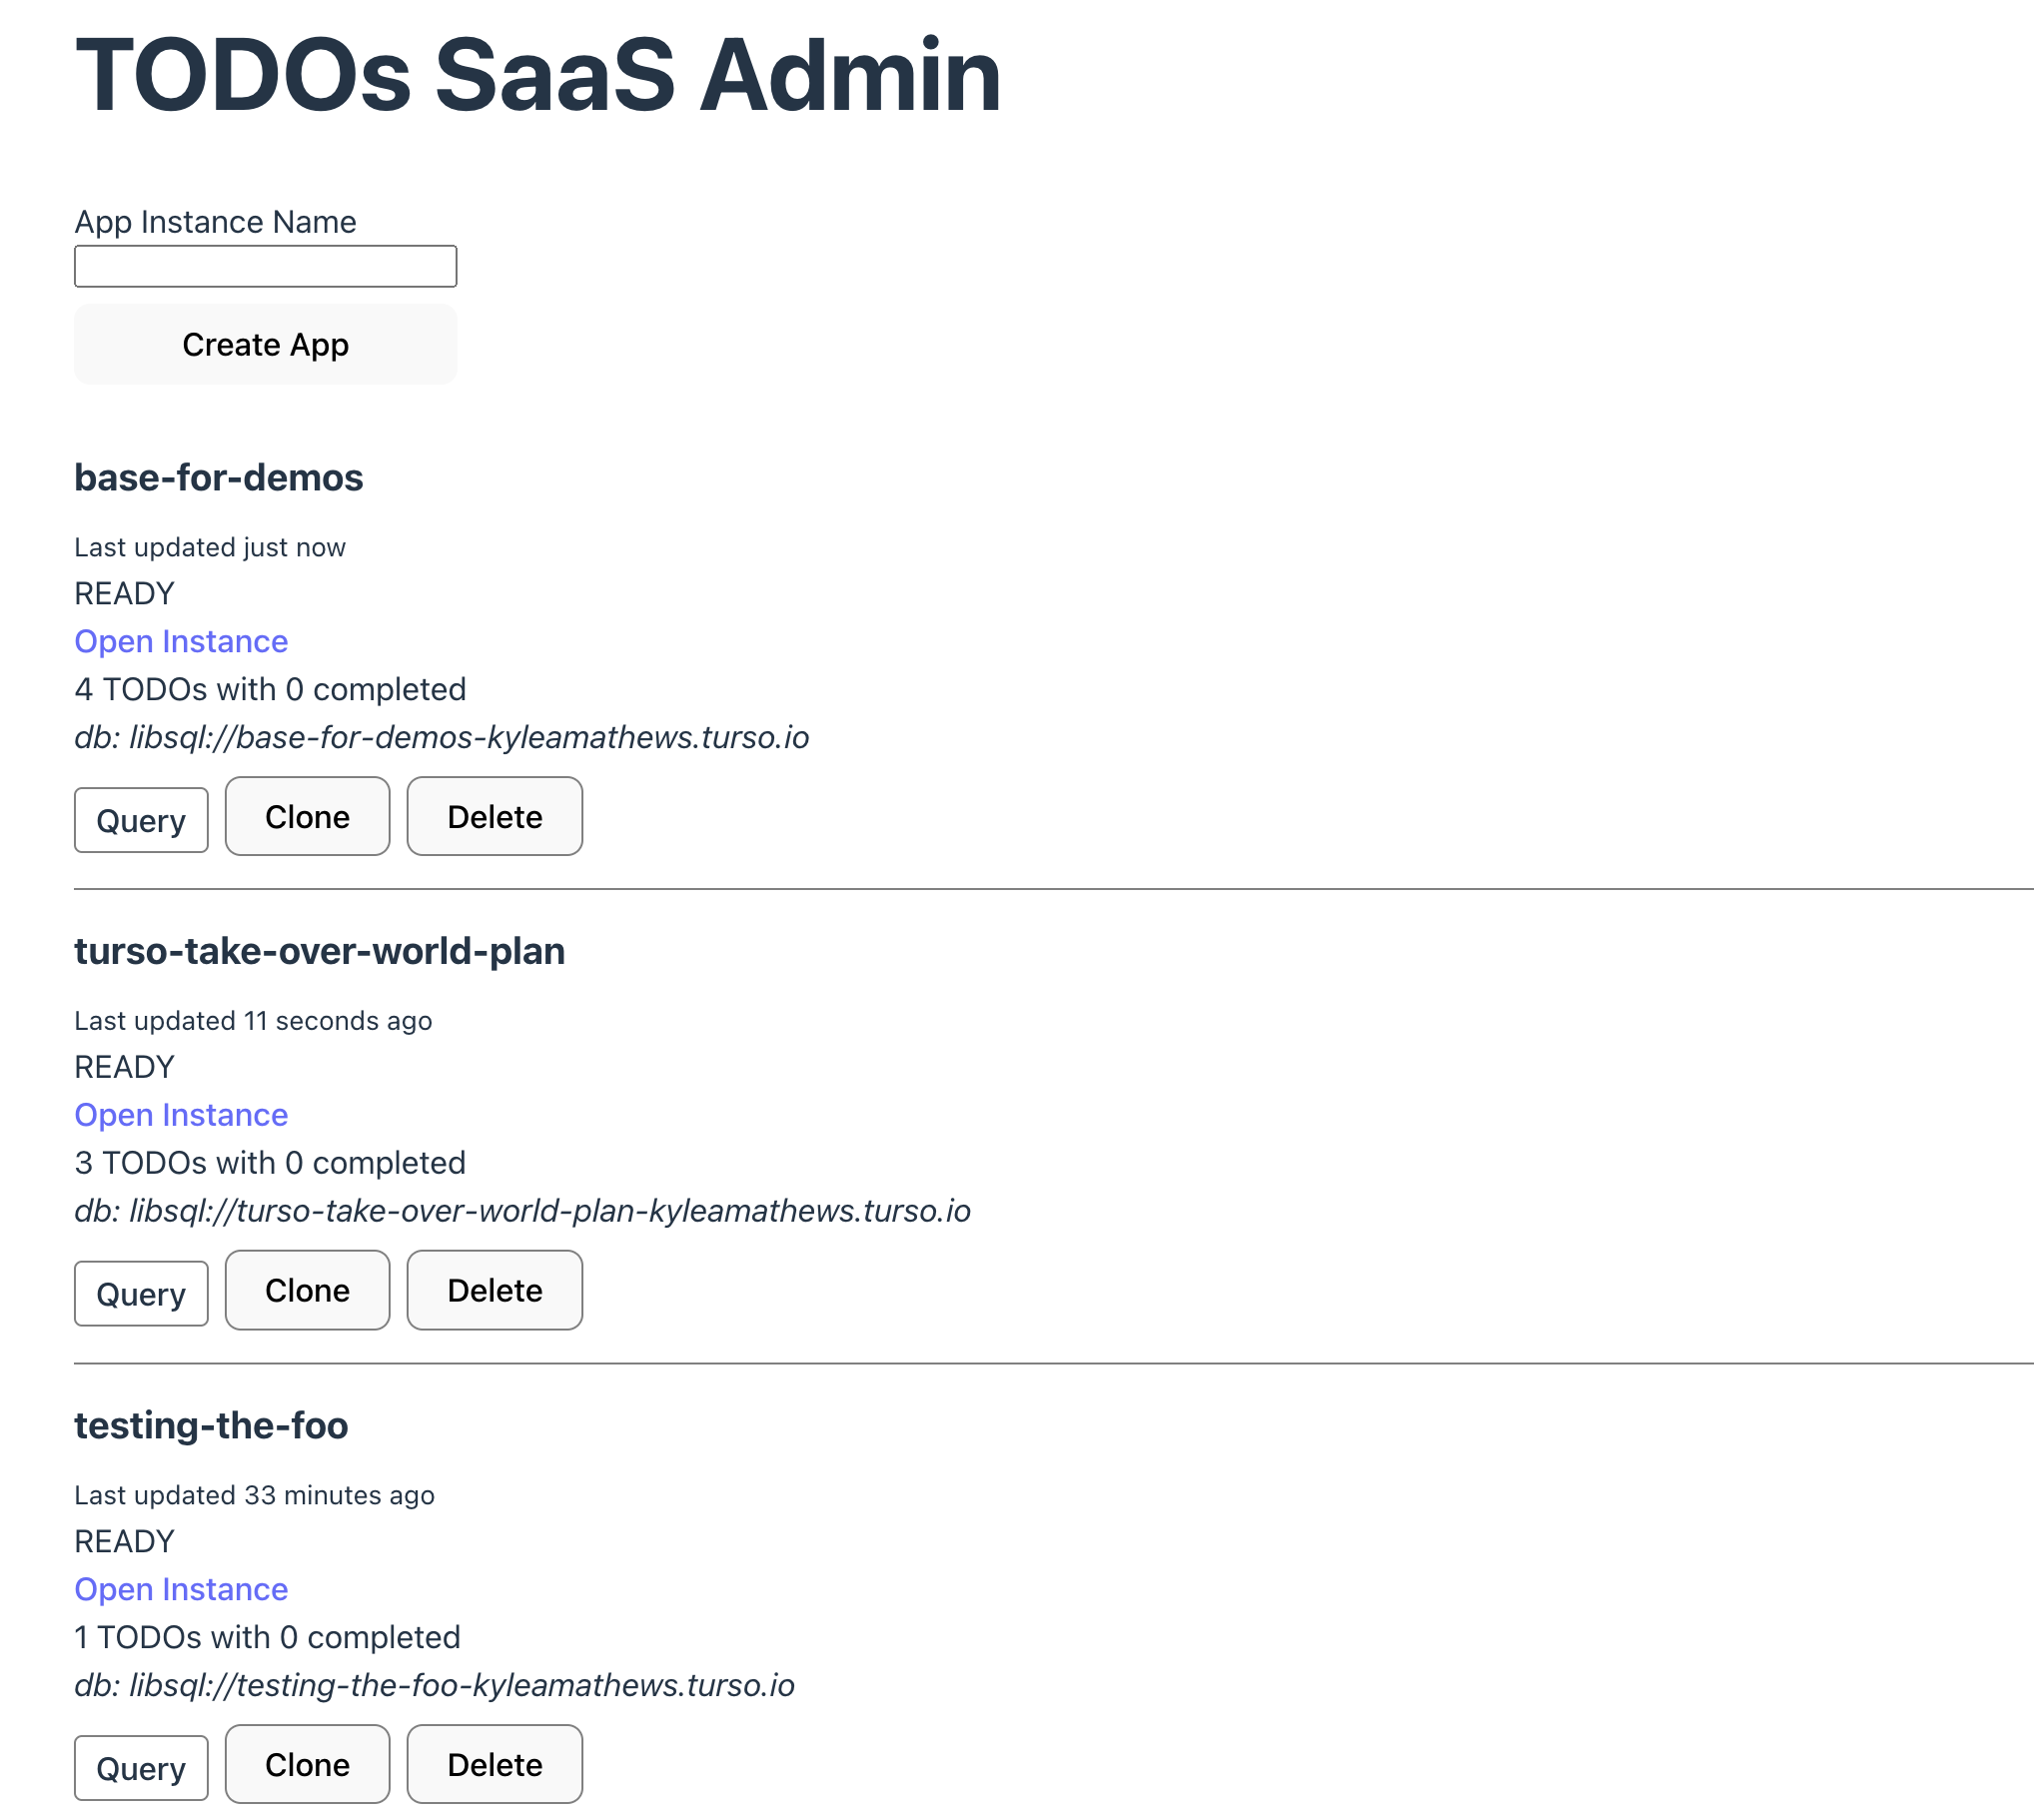 TODOs SaaS Admin
App Instance Name
Create App
base-for-demos
Last updated just now
READY
Open Instance
4 TODOs with 0 completed
db: libsql://base-for-demos-kyleamathews.turso.io
Query Clone Delete
turso-take-over-world-plan
Last updated 11 seconds ago
READY
Open Instance
3 TODOs with 0 completed
db: libsql://turso-take-over-world-plan-kyleamathews.turso.io
Query Clone Delete
testing-the-foo
Last updated 33 minutes ago
READY
Open Instance
1 TODOs with 0 completed
db: libsql://testing-the-foo-kyleamathews.turso.io
Query Clone Delete